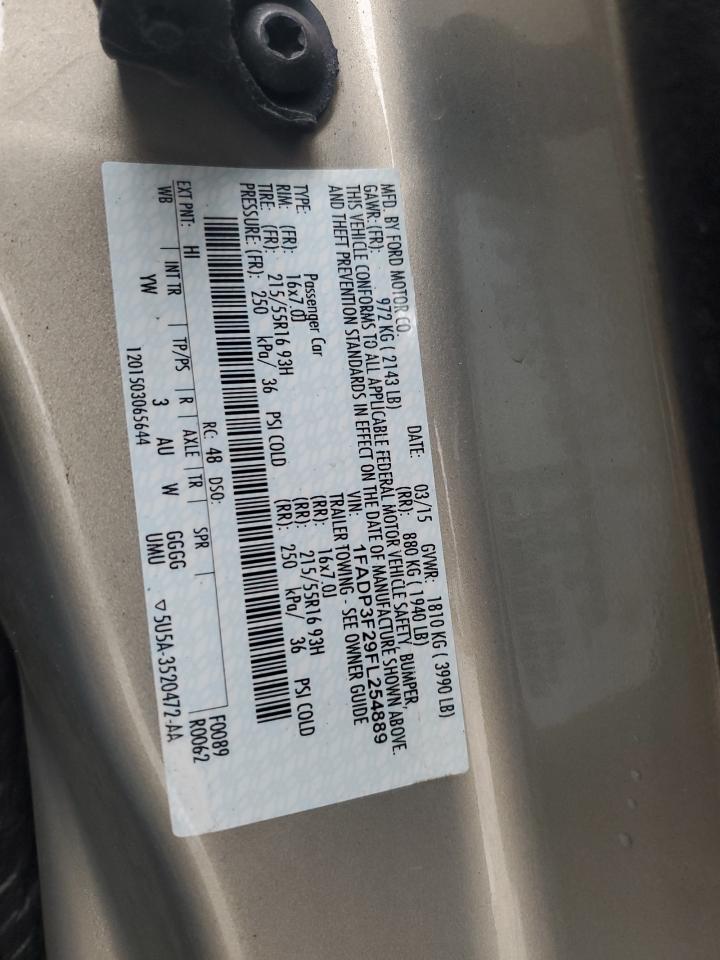 MFD. BY FORD MOTOR CO. DATE: 03/15 GVWR: 1810 KG ( 3990 LB)
GAWR: (FR): 972 KG ( 2143 LB) (RR): 880 KG ( 1940 LB)
THIS VEHICLE CONFORMS TO ALL APPLICABLE FEDERAL MOTOR VEHICLE SAFETY, BUMPER,
AND THEFT PREVENTION STANDARDS IN EFFECT ON THE DATE OF MANUFACTURE SHOWN ABOVE.
VIN: 1FADP3F29FL254889
TYPE: Passenger Car TRAILER TOWING - SEE OWNER GUIDE
RIM: (FR): 16x7.0J (RR): 16x7.0J
TIRE: (FR): 215/55R16 93H (RR): 215/55R16 93H
PRESSURE: (FR): 250 kPa/ 36 PSI COLD (RR): 250 kPa/ 36 PSI COLD
RC: 48 DSO: F0089
EXT PNT: HI SPR R0062
WB INT TR TP/PS R AXLE TR GGGG
YW 3 AU W UMU
1201503065644 ▽5U5A-3520472-AA